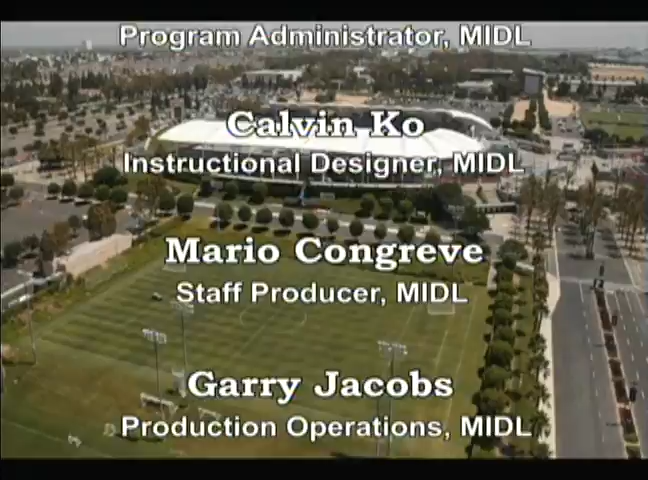 Program Administrator, MIDL
Calvin Ko
Instructional Designer, MIDL
Mario Congreve
Staff Producer, MIDL
Garry Jacobs
Production Operations, MIDL